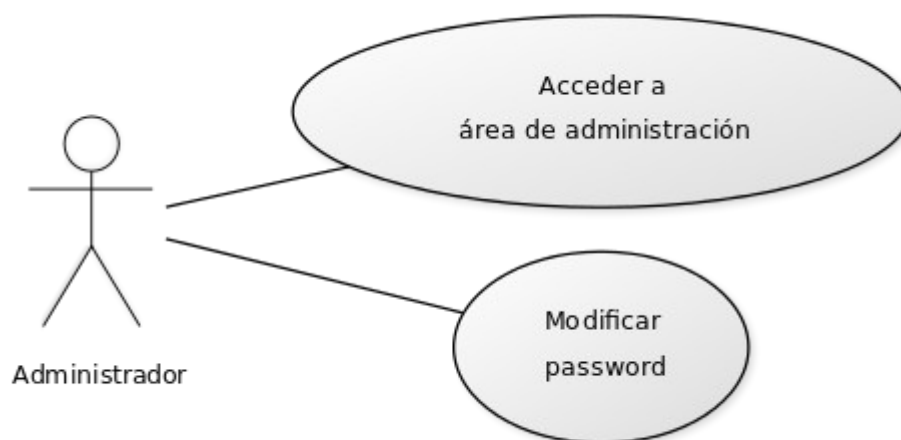 Acceder a
área de administración
Modificar
password
Administrador